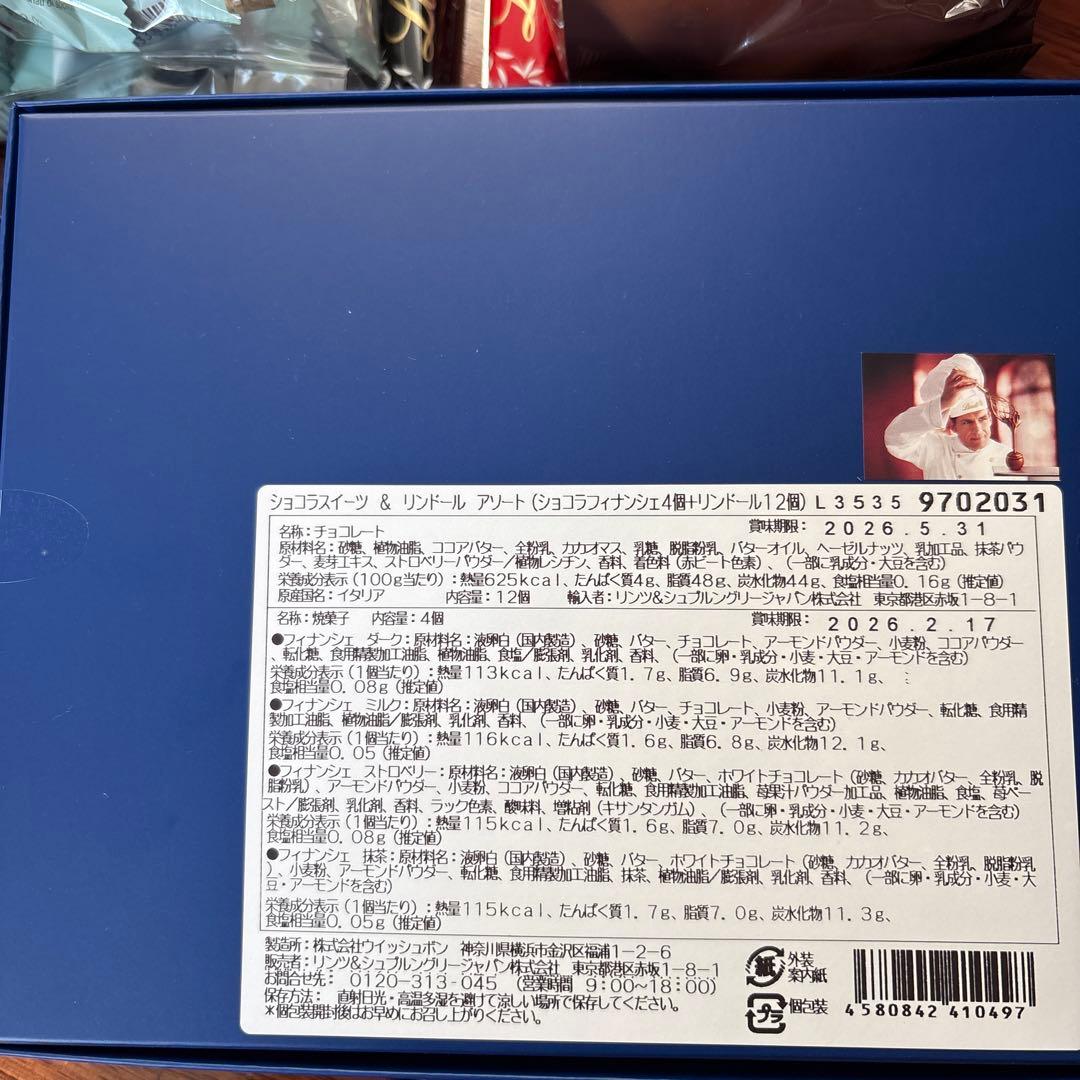 Lindt
ショコラスイーツ & リンドール アソート (ショコラフィナンシェ4個+リンドール12個) L3535 9702031
名称：チョコレート 賞味期限：2026.5.31
原材料名：砂糖、植物油脂、ココアバター、全粉乳、カカオマス、乳糖、脱脂粉乳、バターオイル、ヘーゼルナッツ、乳加工品、抹茶パウ
ダー、麦芽エキス、ストロベリーパウダー／植物レシチン、香料、着色料（赤ビート色素）、（一部に乳成分・大豆を含む）
栄養成分表示（100g当たり）：熱量625kcal、たんぱく質4g、脂質48g、炭水化物44g、食塩相当量0.16g（推定値）
原産国名：イタリア 内容量：12個 輸入者：リンツ&シュプルングリージャパン株式会社 東京都港区赤坂1-8-1
名称：焼菓子 内容量：4個 賞味期限：2026.2.17
●フィナンシェ ダーク：原材料名：液卵白（国内製造）、砂糖、バター、チョコレート、アーモンドパウダー、小麦粉、ココアパウダー
、転化糖、食用精製加工油脂、植物油脂、食塩／膨張剤、乳化剤、香料、（一部に卵・乳成分・小麦・大豆・アーモンドを含む）
栄養成分表示（1個当たり）：熱量113kcal、たんぱく質1.7g、脂質6.9g、炭水化物11.1g、
食塩相当量0.08g（推定値）
●フィナンシェ ミルク：原材料名：液卵白（国内製造）、砂糖、バター、チョコレート、小麦粉、アーモンドパウダー、転化糖、食用精
製加工油脂、植物油脂／膨張剤、乳化剤、香料、（一部に卵・乳成分・小麦・大豆・アーモンドを含む）
栄養成分表示（1個当たり）：熱量116kcal、たんぱく質1.6g、脂質6.8g、炭水化物12.1g、
食塩相当量0.05（推定値）
●フィナンシェ ストロベリー：原材料名：液卵白（国内製造）、砂糖、バター、ホワイトチョコレート（砂糖、カカオバター、全粉乳、脱
脂粉乳）、アーモンドパウダー、小麦粉、ココアパウダー、転化糖、食用精製加工油脂、苺果汁パウダー加工品、植物油脂、食塩、苺ペー
スト／膨張剤、乳化剤、香料、ラック色素、酸味料、増粘剤（キサンタンガム）、（一部に卵・乳成分・小麦・大豆・アーモンドを含む）
栄養成分表示（1個当たり）：熱量115kcal、たんぱく質1.6g、脂質7.0g、炭水化物11.2g、
食塩相当量0.08g（推定値）
●フィナンシェ 抹茶：原材料名：液卵白（国内製造）、砂糖、バター、ホワイトチョコレート（砂糖、カカオバター、全粉乳、脱脂粉乳
）、小麦粉、アーモンドパウダー、転化糖、食用精製加工油脂、抹茶、植物油脂／膨張剤、乳化剤、香料、（一部に卵・乳成分・小麦・大
豆・アーモンドを含む）
栄養成分表示（1個当たり）：熱量115kcal、たんぱく質1.7g、脂質7.0g、炭水化物11.3g、
食塩相当量0.05g（推定値）
製造所：株式会社ウイッシュボン 神奈川県横浜市金沢区福浦1-2-6
販売者：リンツ&シュプルングリージャパン株式会社 東京都港区赤坂1-8-1
お問合せ先： 0120-313-045 （営業時間 9:00～18:00）
保存方法： 直射日光・高温多湿を避けて涼しい場所で保存してください。
＊個包装開封後はお早めにお召し上がりください。
紙 外装
案内紙
プラ 個包装
4580842410497